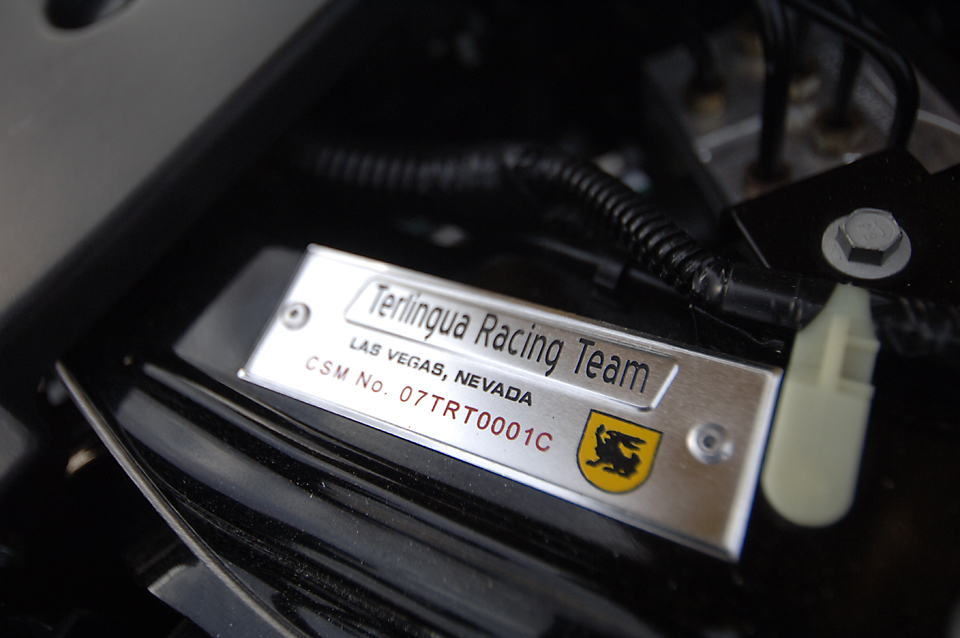 Terlingua Racing Team
LAS VEGAS, NEVADA
CSM No. 07TRT0001C